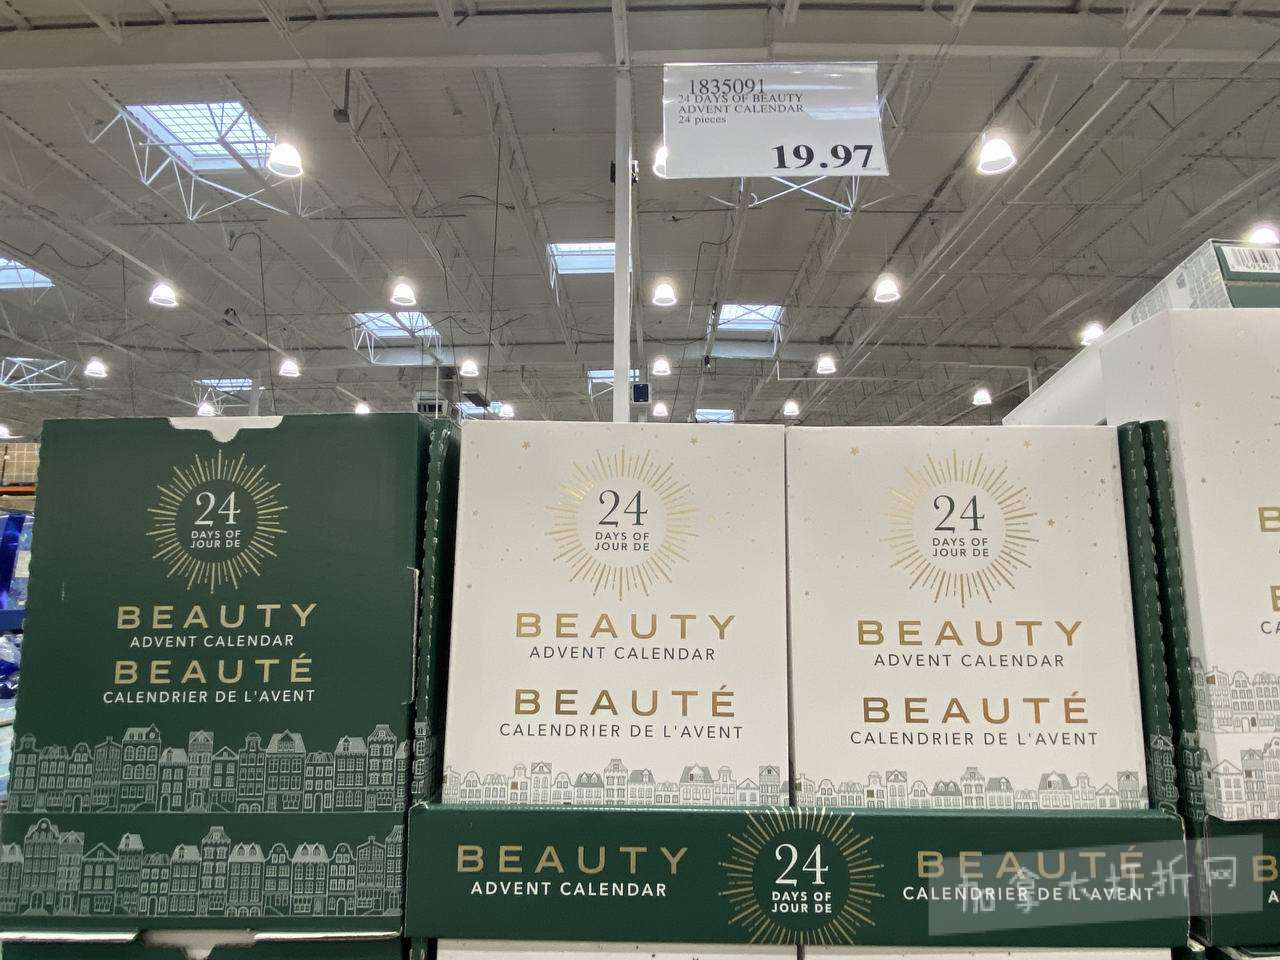 1835091
24 DAYS OF BEAUTY
ADVENT CALENDAR
24 pieces
19.97
24
DAYS OF
JOUR DE
BEAUTY
ADVENT CALENDAR
BEAUTÉ
CALENDRIER DE L'AVENT
24
DAYS OF
JOUR DE
BEAUTY
ADVENT CALENDAR
BEAUTÉ
CALENDRIER DE L'AVENT
24
DAYS OF
JOUR DE
BEAUTY
ADVENT CALENDAR
BEAUTÉ
CALENDRIER DE L'AVENT
BEAUTY
ADVENT CALENDAR
24
DAYS OF
JOUR DE
BEAUTÉ
CALENDRIER DE L'AVENT
加拿大打折网